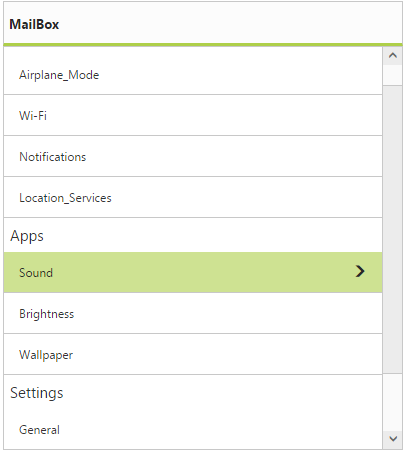 MailBox
Airplane_Mode
Wi-Fi
Notifications
Location_Services
Apps
Sound
Brightness
Wallpaper
Settings
General